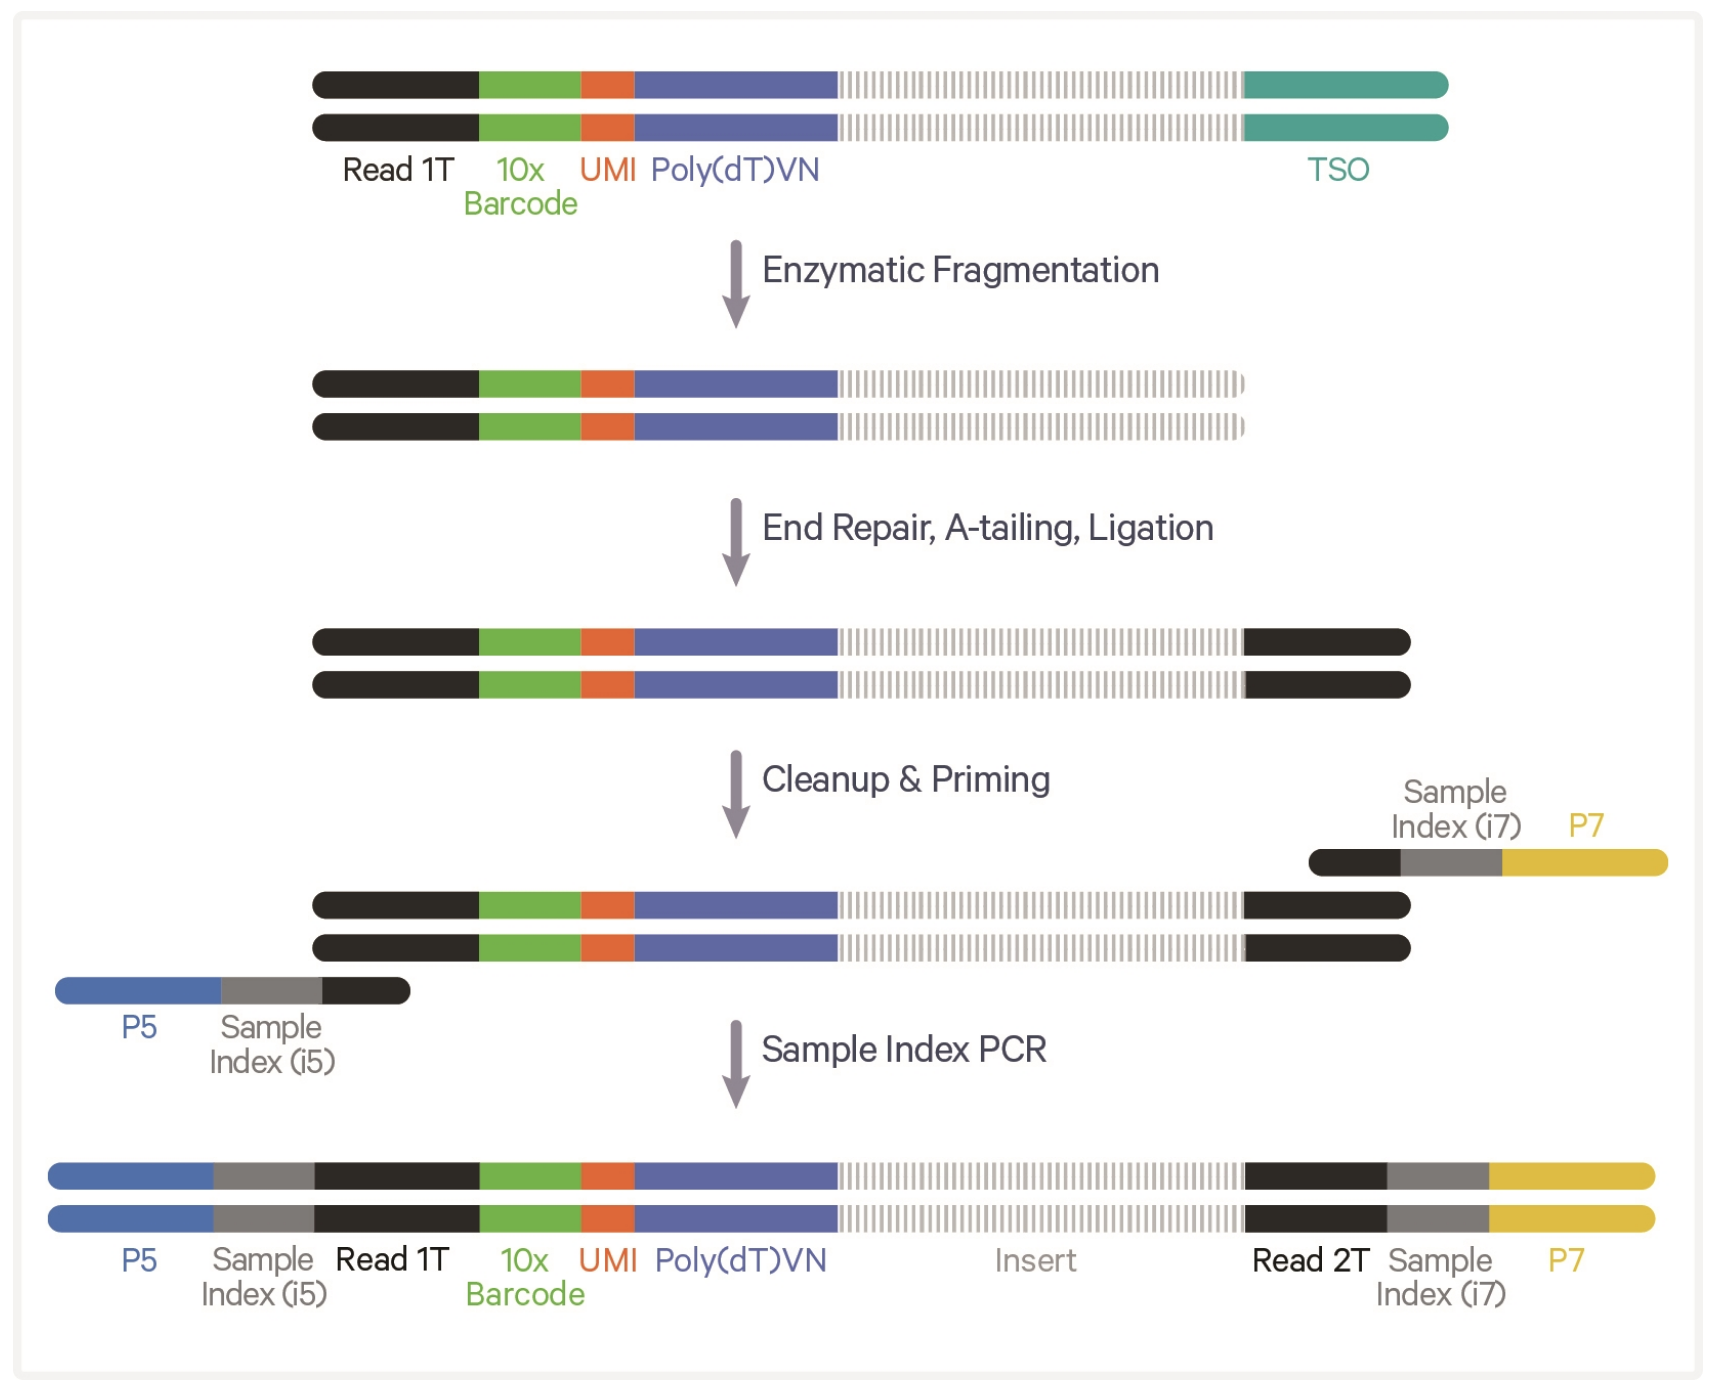 Read 1T 10x UMI Poly(dT)VN TSO
Barcode
Enzymatic Fragmentation
End Repair, A-tailing, Ligation
Cleanup & Priming
Sample
Index (i7) P7
P5 Sample
Index (i5)
Sample Index PCR
P5 Sample Read 1T 10x UMI Poly(dT)VN Insert Read 2T Sample P7
Index (i5) Barcode Index (i7)